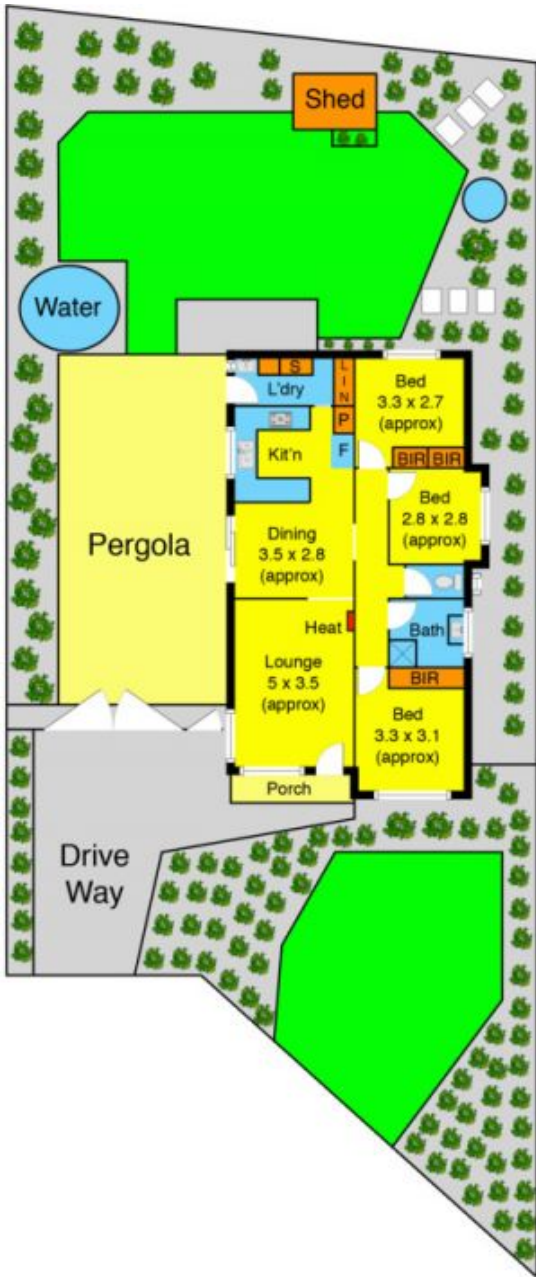 Shed
Water
S
L'dry
L
I
N
P
F
Kit'n
Bed
3.3 x 2.7
(approx)
BIR
BIR
Bed
2.8 x 2.8
(approx)
Pergola
Dining
3.5 x 2.8
(approx)
Heat
Bath
Lounge
5 x 3.5
(approx)
BIR
Bed
3.3 x 3.1
(approx)
Porch
Drive
Way